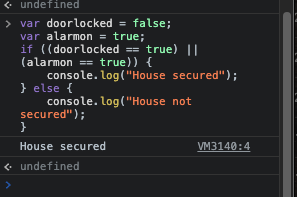 undefined
var doorlocked = false;
var alarmon = true;
if ((doorlocked == true) ||
(alarmon == true)) {
    console.log("House secured");
} else {
    console.log("House not
secured");
}
House secured VM3140:4
undefined